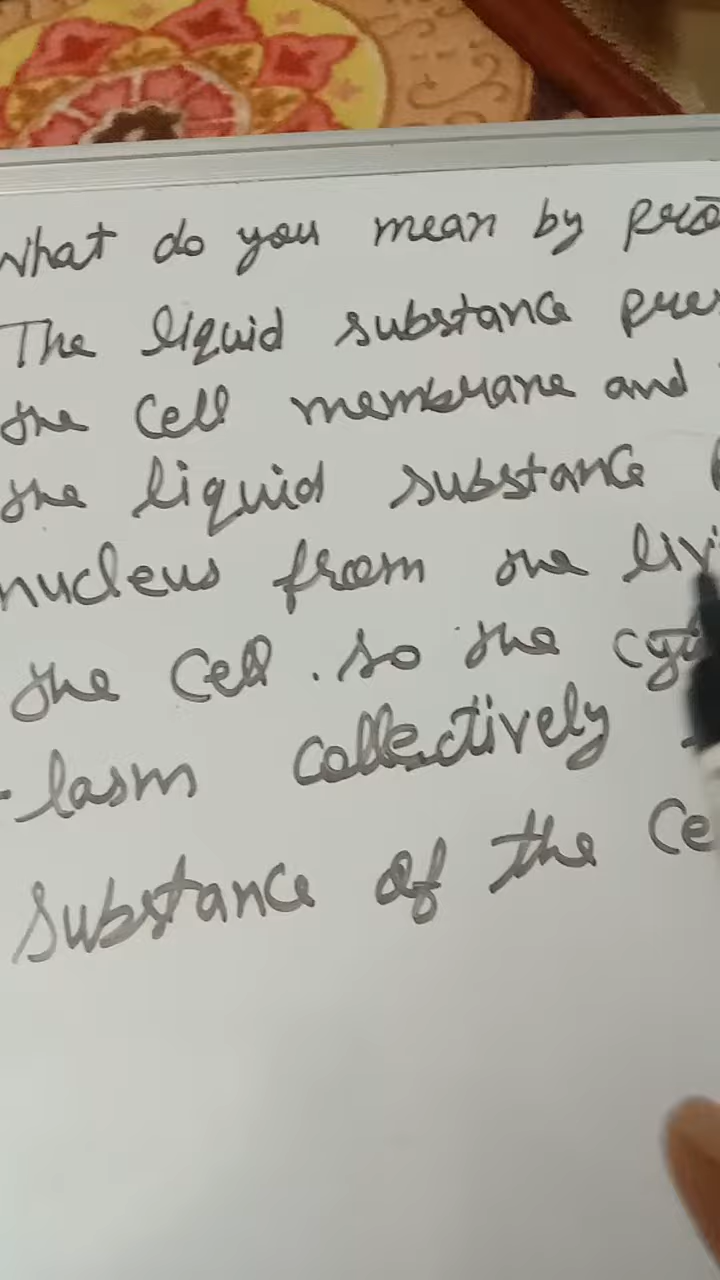 What do you mean by
The liquid substance
the cell membrane and
the liquid substance
nucleus from the
the cell. so the
- lasm collectively
substance of the